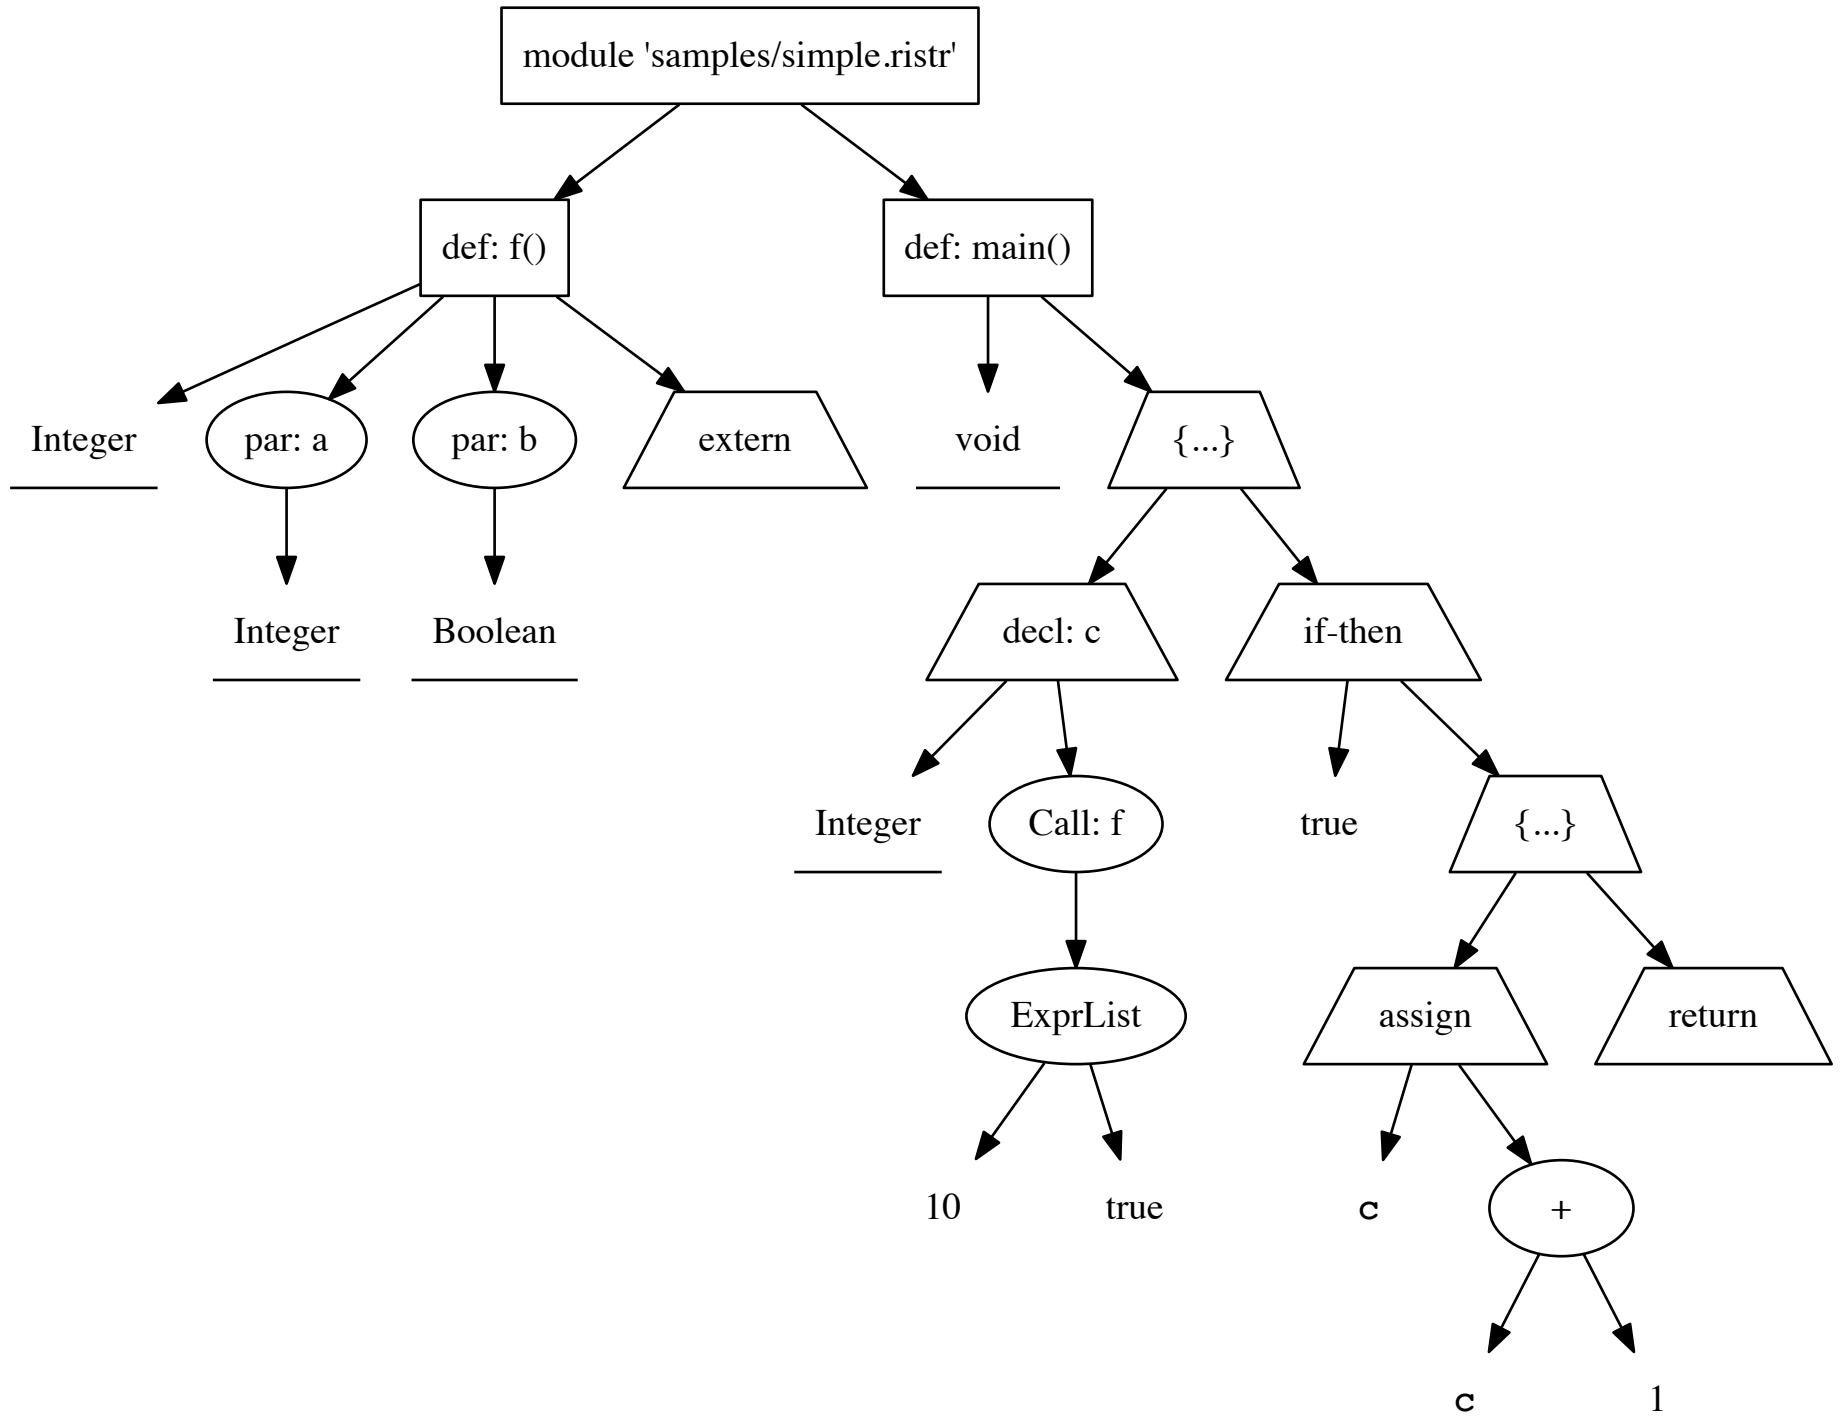 module 'samples/simple.ristr'
def: f()
def: main()
Integer
par: a
par: b
extern
void
{...}
Integer
Boolean
decl: c
if-then
Integer
Call: f
true
{...}
ExprList
assign
return
10
true
c
+
c
1